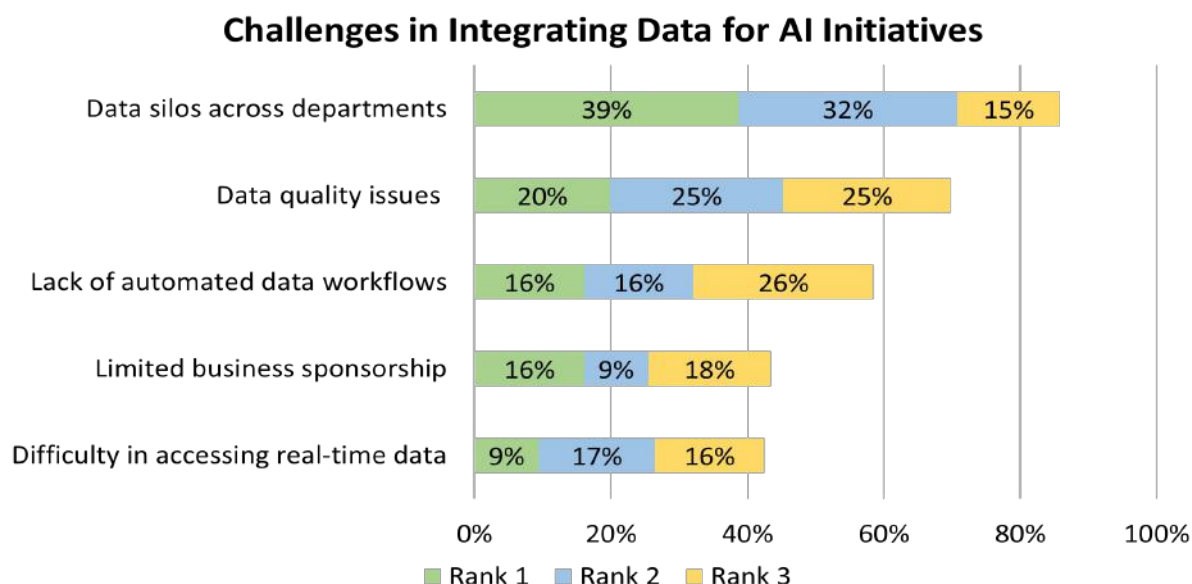 Challenges in Integrating Data for AI Initiatives
Data silos across departments 39% 32% 15%
Data quality issues 20% 25% 25%
Lack of automated data workflows 16% 16% 26%
Limited business sponsorship 16% 9% 18%
Difficulty in accessing real-time data 9% 17% 16%
0% 20% 40% 60% 80% 100%
Rank 1 Rank 2 Rank 3